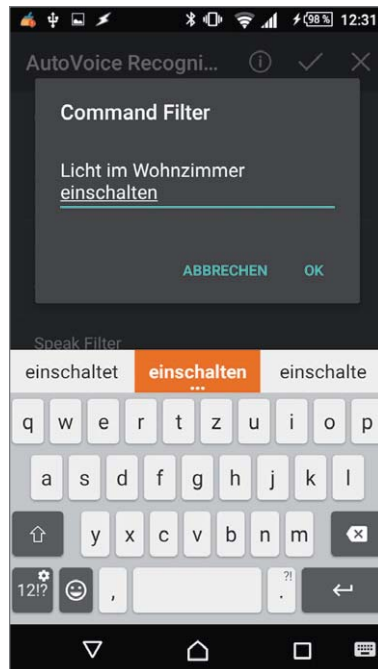 98% 12:31
AutoVoice Recogni...
Command Filter
Licht im Wohnzimmer
einschalten
ABBRECHEN OK
Speak Filter
einschaltet einschalten einschalte
q w e r t z u i o p
a s d f g h j k l
y x c v b n m
12!? , ?! .